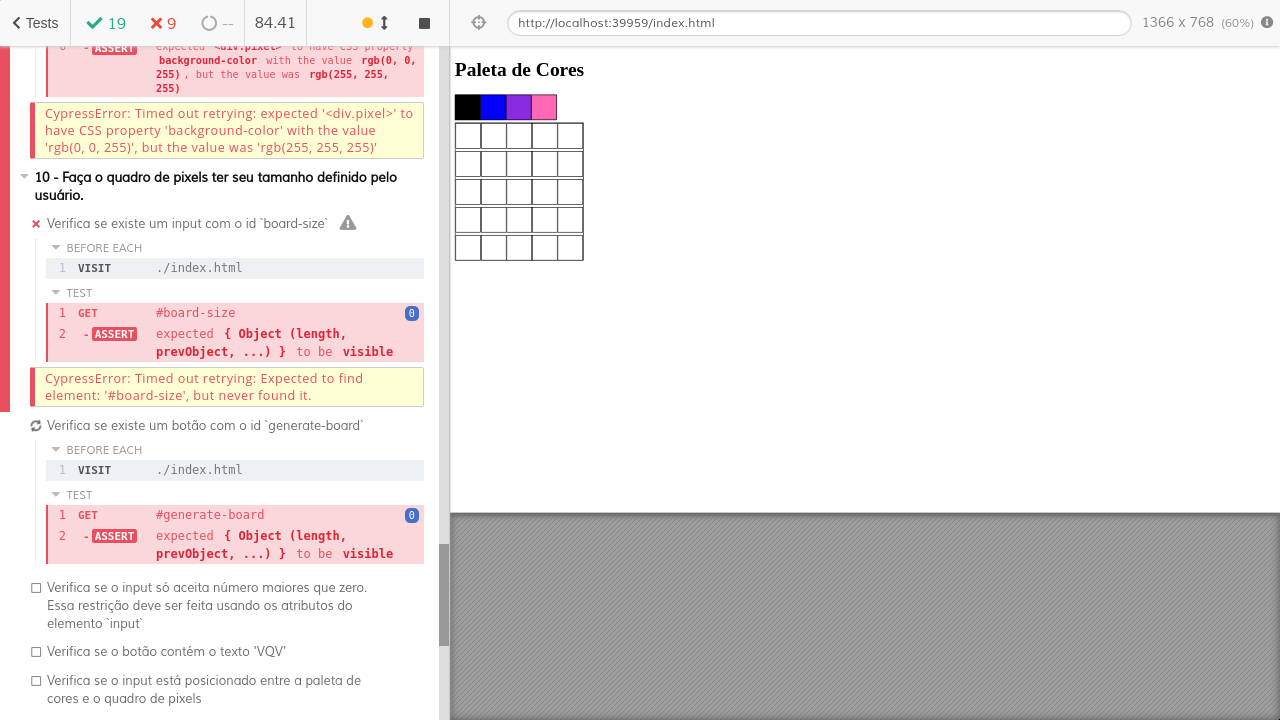 Tests
19
9
--
84.41
http://localhost:39959/index.html
1366 x 768 (60%)
6 - ASSERT expected <div.pixel> to have CSS property
background-color with the value rgb(0, 0,
255) , but the value was rgb(255, 255,
255)
CypressError: Timed out retrying: expected '<div.pixel>' to
have CSS property 'background-color' with the value
'rgb(0, 0, 255)', but the value was 'rgb(255, 255, 255)'
10 - Faça o quadro de pixels ter seu tamanho definido pelo
usuário.
Verifica se existe um input com o id `board-size`
BEFORE EACH
1 VISIT ./index.html
TEST
1 GET #board-size 0
2 - ASSERT expected { Object (length,
prevObject, ...) } to be visible
CypressError: Timed out retrying: Expected to find
element: '#board-size', but never found it.
Verifica se existe um botão com o id `generate-board`
BEFORE EACH
1 VISIT ./index.html
TEST
1 GET #generate-board 0
2 - ASSERT expected { Object (length,
prevObject, ...) } to be visible
Verifica se o input só aceita número maiores que zero.
Essa restrição deve ser feita usando os atributos do
elemento `input`
Verifica se o botão contém o texto 'VQV'
Verifica se o input está posicionado entre a paleta de
cores e o quadro de pixels
Paleta de Cores